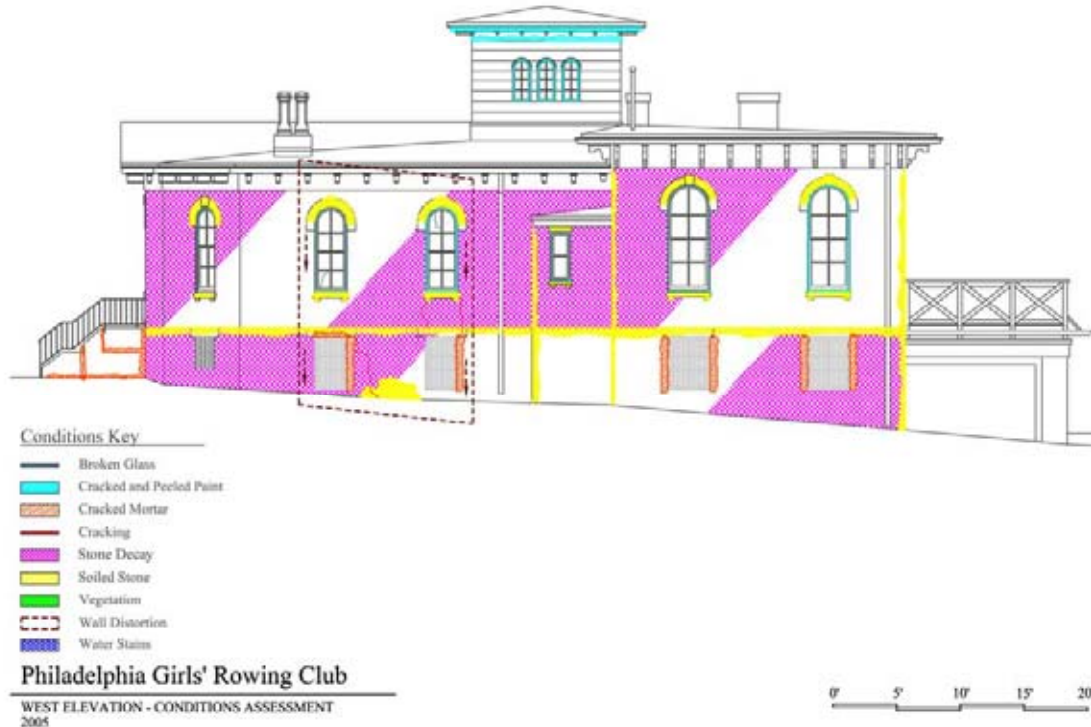 Conditions Key
Broken Glass
Cracked and Peeled Paint
Cracked Mortar
Cracking
Stone Decay
Soiled Stone
Vegetation
Wall Distortion
Water Stains
Philadelphia Girls' Rowing Club
WEST ELEVATION - CONDITIONS ASSESSMENT
2005
0' 5' 10' 15' 20